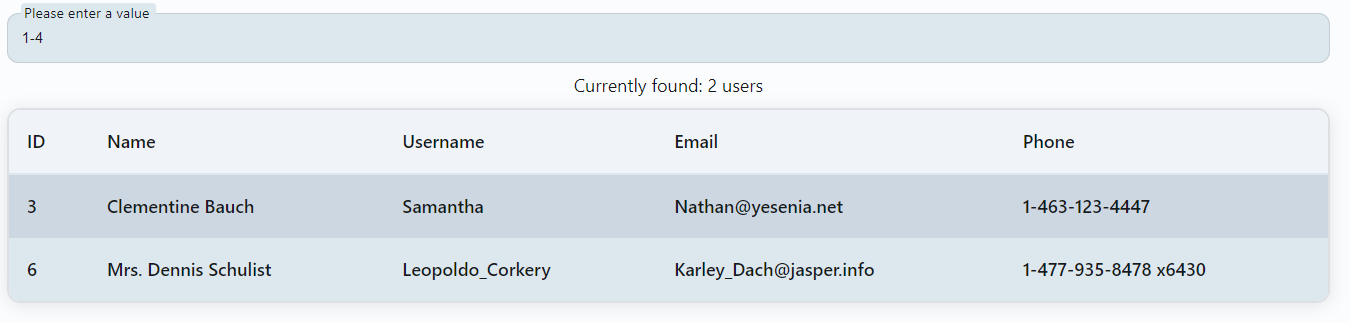 Please enter a value
1-4
Currently found: 2 users
ID Name Username Email Phone
3 Clementine Bauch Samantha Nathan@yesenia.net 1-463-123-4447
6 Mrs. Dennis Schulist Leopoldo_Corkery Karley_Dach@jasper.info 1-477-935-8478 x6430